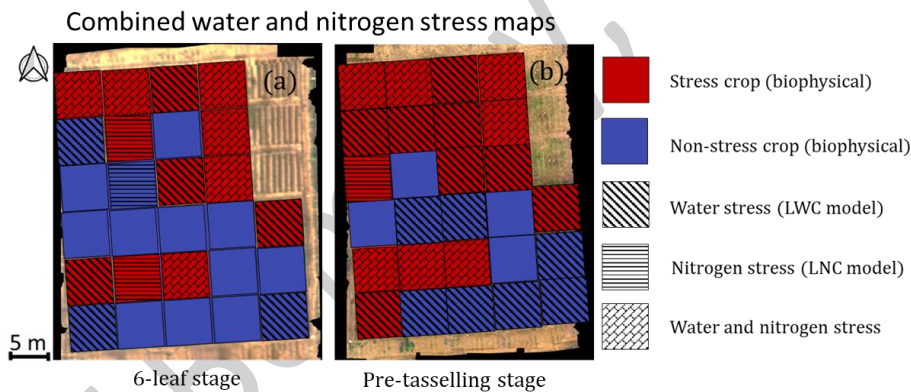 Combined water and nitrogen stress maps
(a)
(b)
Stress crop (biophysical)
Non-stress crop (biophysical)
Water stress (LWC model)
Nitrogen stress (LNC model)
Water and nitrogen stress
5 m
6-leaf stage
Pre-tasselling stage